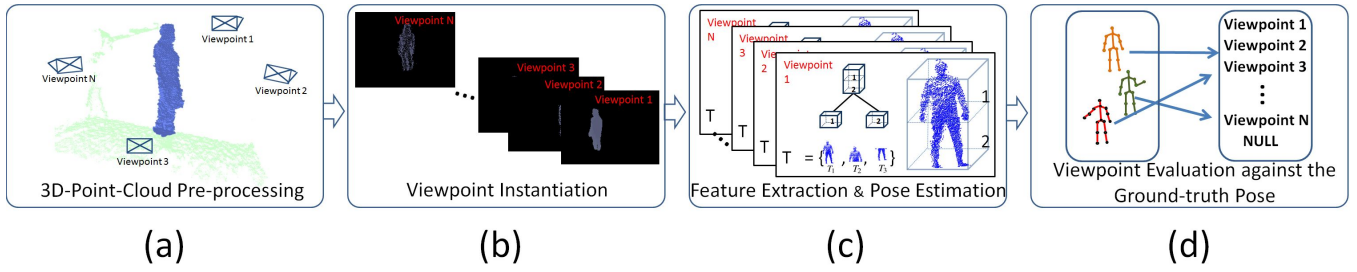 Viewpoint 1
Viewpoint N
Viewpoint 2
Viewpoint 3
3D-Point-Cloud Pre-processing
(a)
Viewpoint N
Viewpoint 3
Viewpoint 2
Viewpoint 1
Viewpoint Instantiation
(b)
Viewpoint
N
Viewpoint
3
Viewpoint
2
Viewpoint
1
T
T
T
1
2
1
2
1
2
T = { , , }
T1 T2 T3
Feature Extraction & Pose Estimation
(c)
Viewpoint 1
Viewpoint 2
Viewpoint 3
Viewpoint N
NULL
Viewpoint Evaluation against the
Ground-truth Pose
(d)